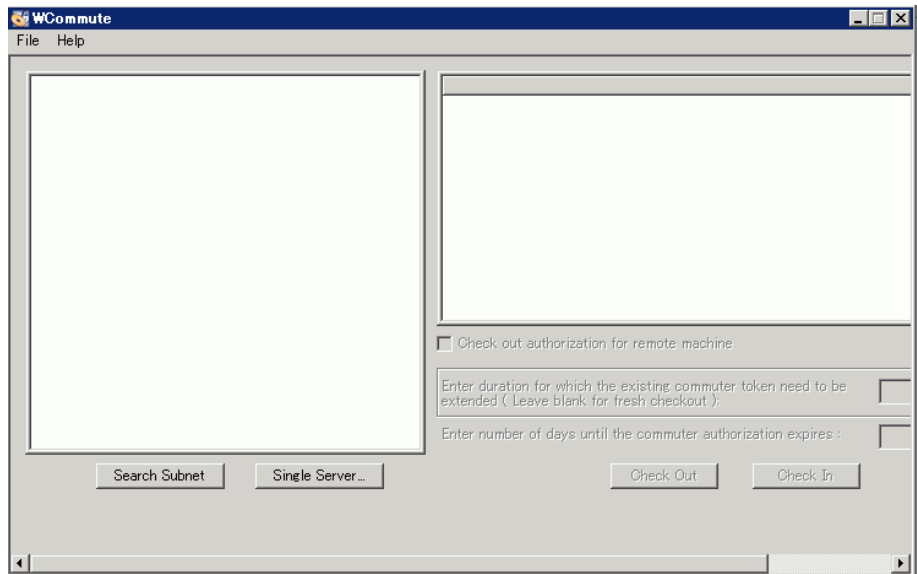 WCommute
File Help
Check out authorization for remote machine
Enter duration for which the existing commuter token need to be
extended ( Leave blank for fresh checkout ):
Enter number of days until the commuter authorization expires :
Search Subnet Single Server... Check Out Check In